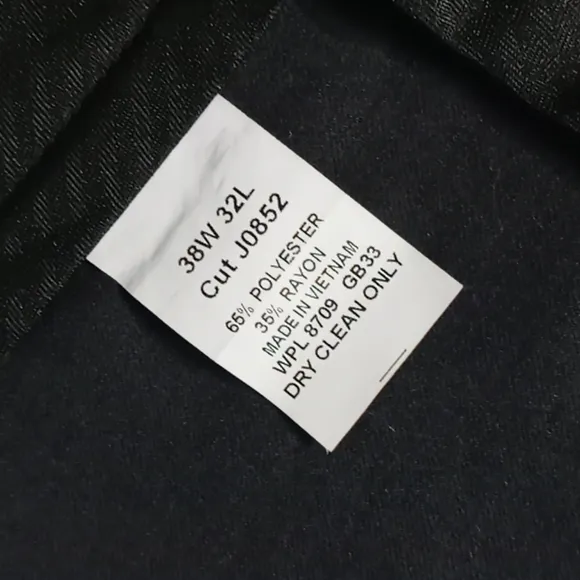 38W 32L
Cut J0852
65% POLYESTER
35% RAYON
MADE IN VIETNAM
WPL 8709 GB33
DRY CLEAN ONLY